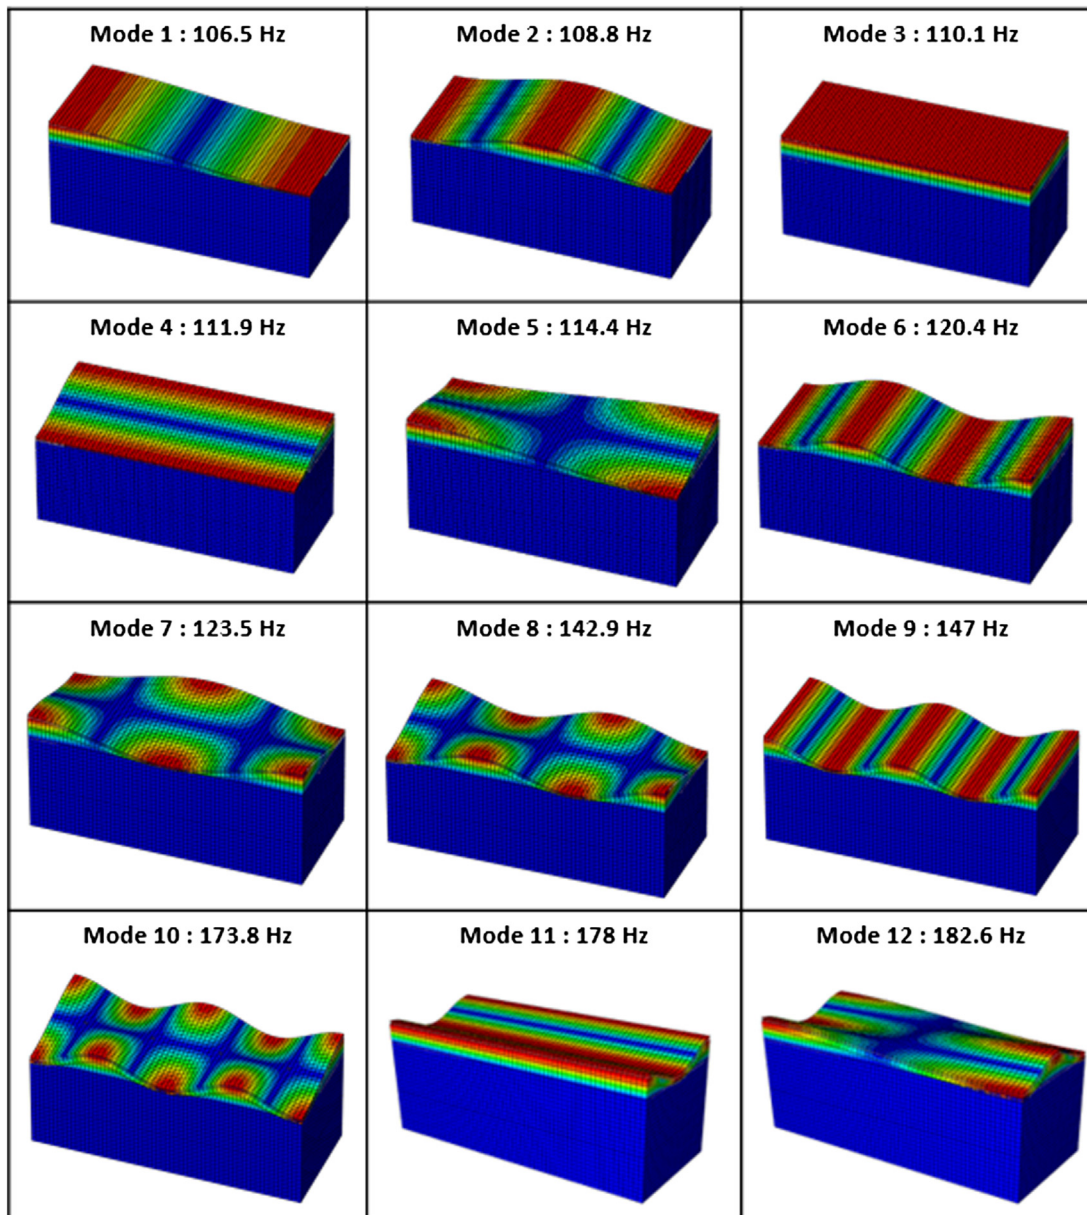 Mode 1 : 106.5 Hz
Mode 2 : 108.8 Hz
Mode 3 : 110.1 Hz
Mode 4 : 111.9 Hz
Mode 5 : 114.4 Hz
Mode 6 : 120.4 Hz
Mode 7 : 123.5 Hz
Mode 8 : 142.9 Hz
Mode 9 : 147 Hz
Mode 10 : 173.8 Hz
Mode 11 : 178 Hz
Mode 12 : 182.6 Hz